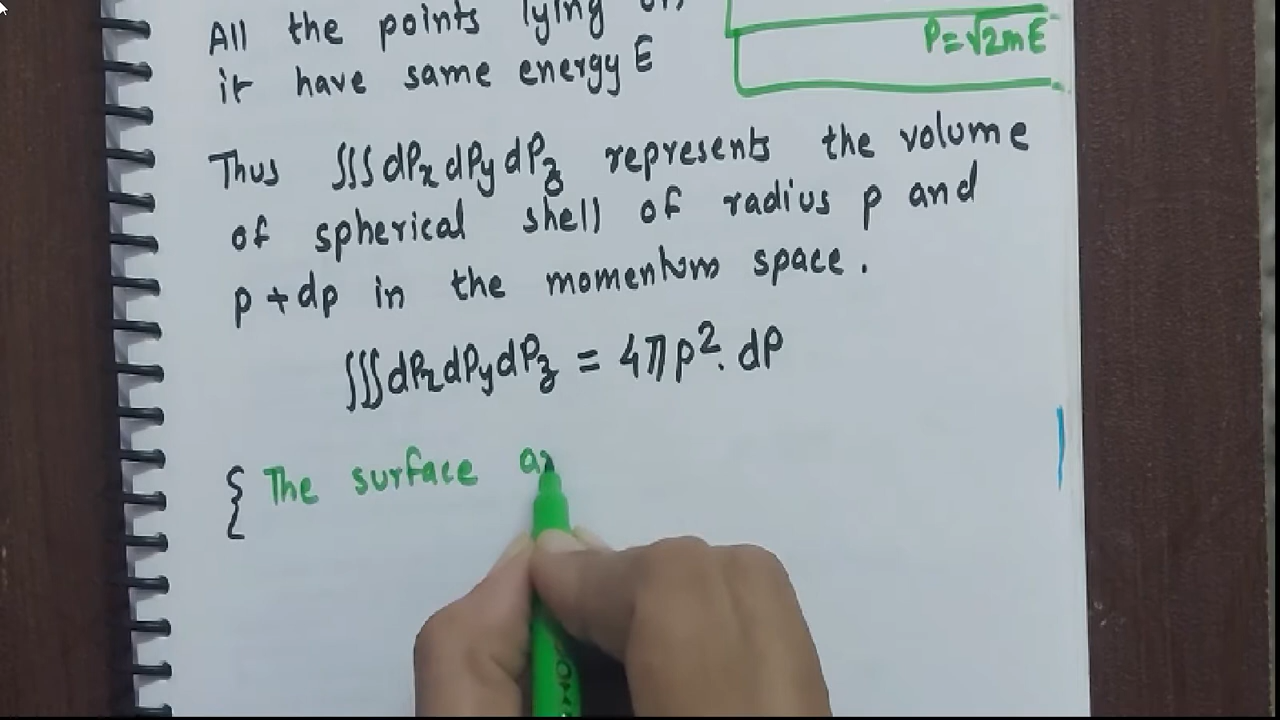 All the points lying on
it have same energy E
P=√2mE
Thus ∫∫∫ dPx dPy dPz represents the volume
of spherical shell of radius p and
p + dp in the momentum space.
∫∫∫ dPx dPy dPz = 4πp². dP
{ The surface